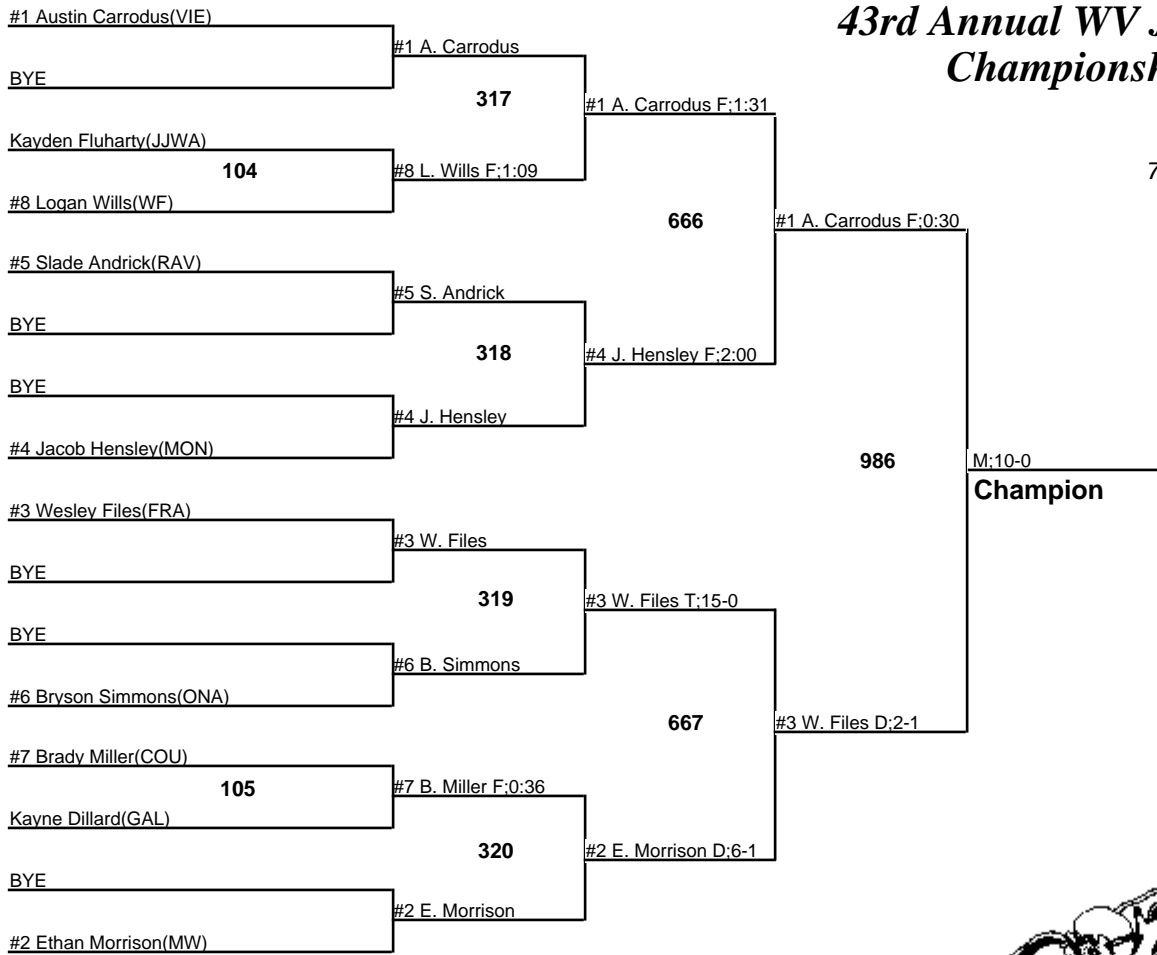 43rd Annual WV J
Championsh
7
#1 Austin Carrodus(VIE)
BYE
Kayden Fluharty(JJWA)
104
#8 Logan Wills(WF)
#5 Slade Andrick(RAV)
BYE
BYE
#4 Jacob Hensley(MON)
#3 Wesley Files(FRA)
BYE
BYE
#6 Bryson Simmons(ONA)
#7 Brady Miller(COU)
105
Kayne Dillard(GAL)
BYE
#2 Ethan Morrison(MW)
#1 A. Carrodus
317
#8 L. Wills F;1:09
#5 S. Andrick
318
#4 J. Hensley
#3 W. Files
319
#6 B. Simmons
#7 B. Miller F;0:36
320
#2 E. Morrison
#1 A. Carrodus F;1:31
666
#4 J. Hensley F;2:00
#3 W. Files T;15-0
667
#2 E. Morrison D;6-1
#1 A. Carrodus F;0:30
986
#3 W. Files D;2-1
M;10-0
Champion